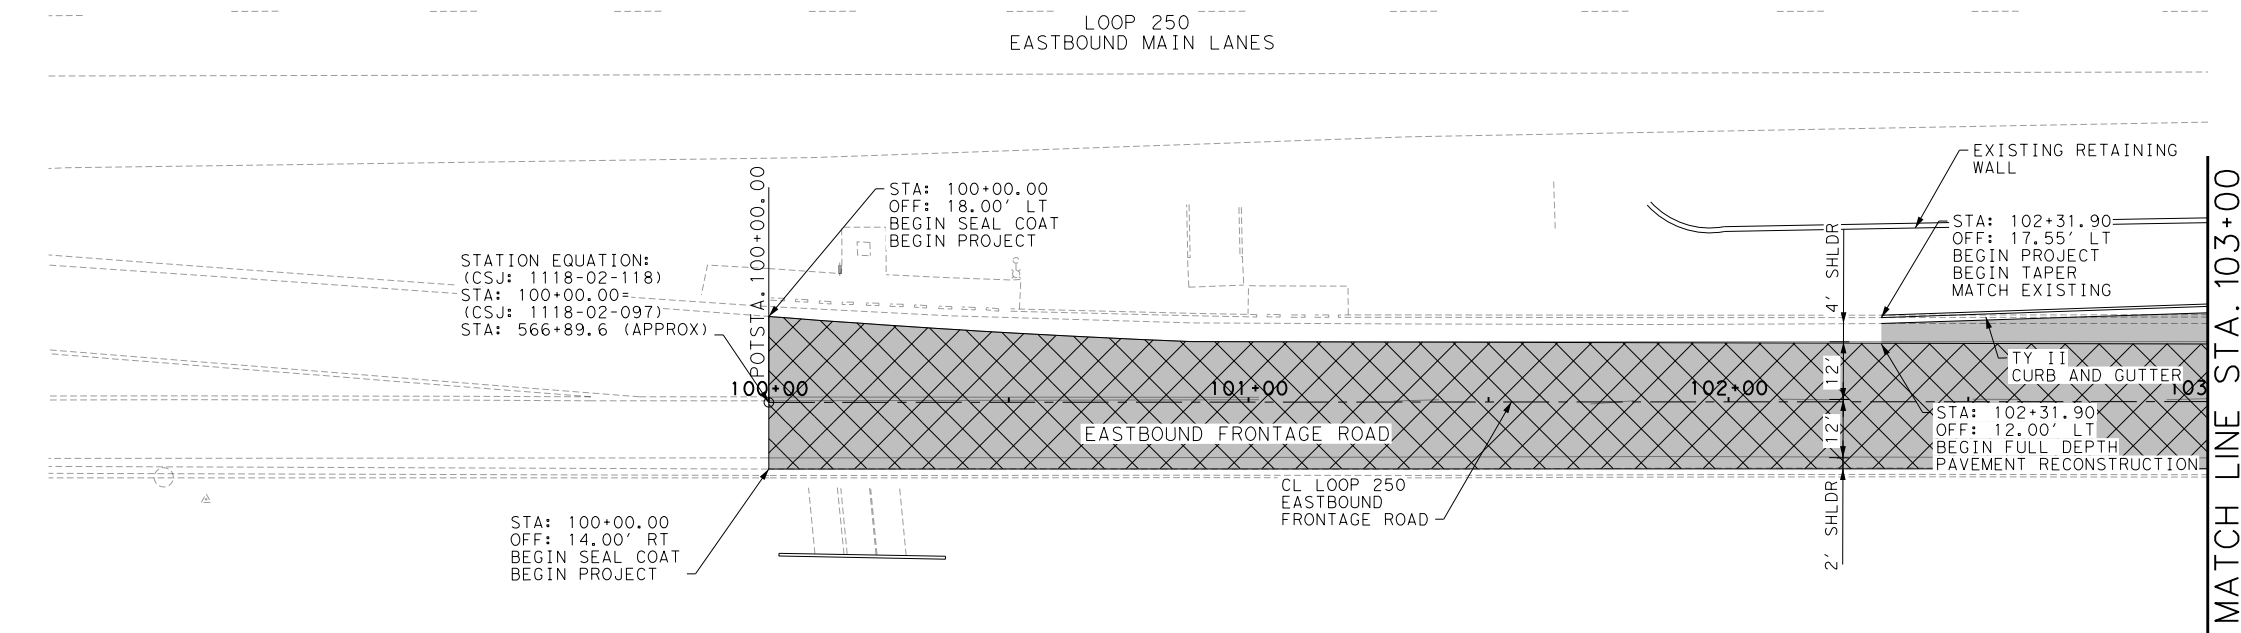 LOOP 250
EASTBOUND MAIN LANES
EXISTING RETAINING
WALL
POT STA. 100+00.00
STA: 100+00.00
OFF: 18.00' LT
BEGIN SEAL COAT
BEGIN PROJECT
STATION EQUATION:
(CSJ: 1118-02-118)
STA: 100+00.00=
(CSJ: 1118-02-097)
STA: 566+89.6 (APPROX)
4' SHLDR
STA: 102+31.90
OFF: 17.55' LT
BEGIN PROJECT
BEGIN TAPER
MATCH EXISTING
MATCH LINE STA. 103+00
TY II
CURB AND GUTTER
12'
100+00
101+00
102+00
103
12'
EASTBOUND FRONTAGE ROAD
STA: 102+31.90
OFF: 12.00' LT
BEGIN FULL DEPTH
PAVEMENT RECONSTRUCTION
CL LOOP 250
EASTBOUND
FRONTAGE ROAD
2' SHLDR
STA: 100+00.00
OFF: 14.00' RT
BEGIN SEAL COAT
BEGIN PROJECT